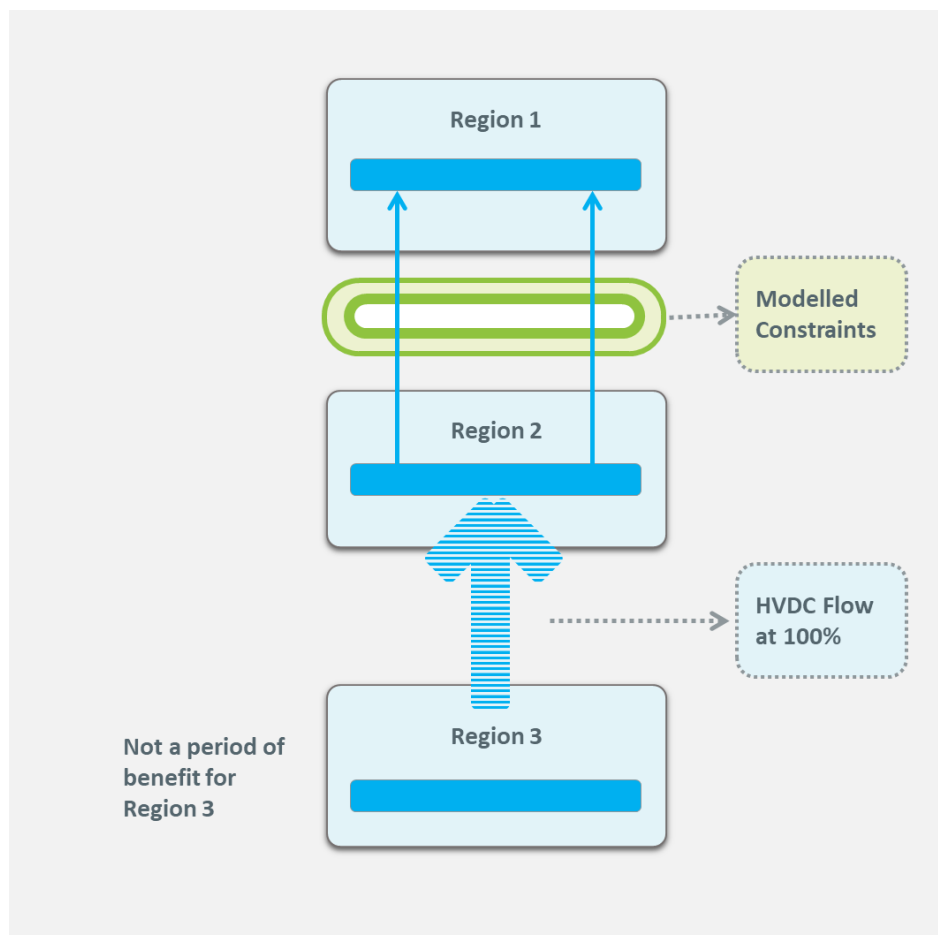 Region 1
Modelled
Constraints
Region 2
HVDC Flow
at 100%
Region 3
Not a period of
benefit for
Region 3